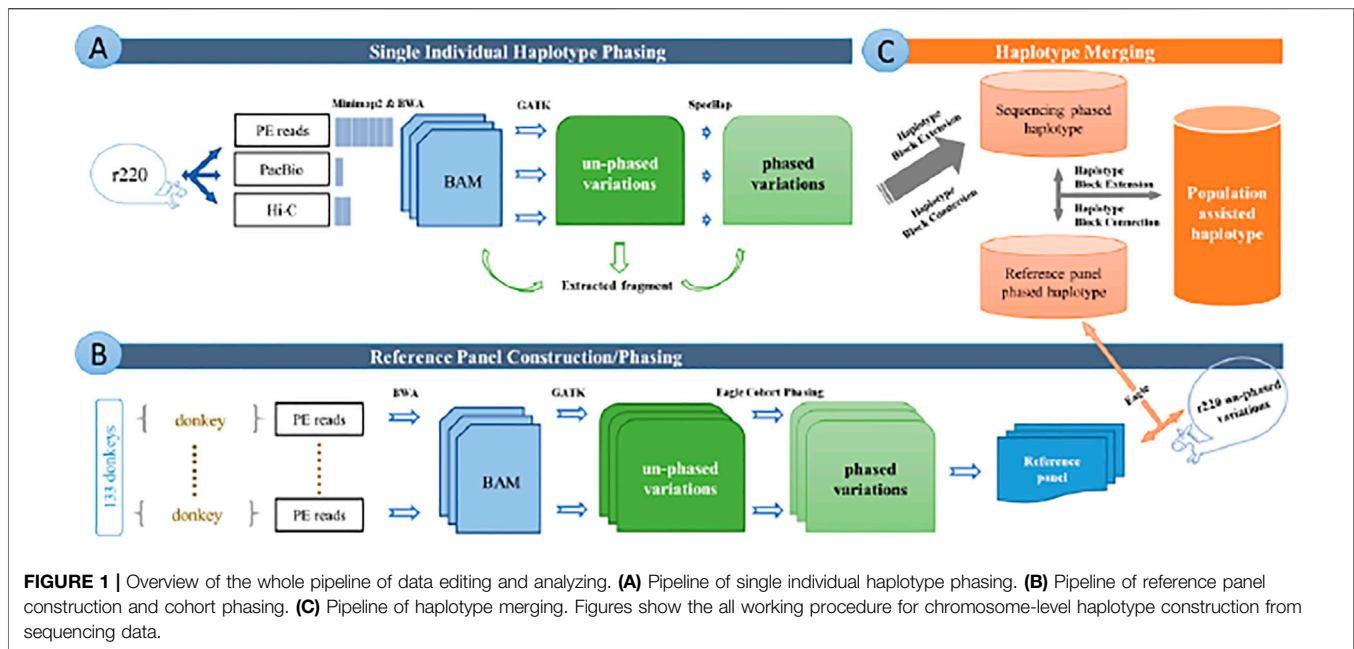 A
Single Individual Haplotype Phasing
Minimap2 & BWA
GATK
SpecHap
r220
PE reads
PacBio
Hi-C
BAM
un-phased
variations
phased
variations
Extracted fragment
C
Haplotype Merging
Haplotype
Block Extension
Haplotype
Block Connection
Sequencing phased
haplotype
Haplotype
Block Extension
Haplotype
Block Connection
Population
assisted
haplotype
Reference panel
phased haplotype
B
Reference Panel Construction/Phasing
BWA
GATK
Eagle Cohort Phasing
133 donkeys
donkey
PE reads
donkey
PE reads
BAM
un-phased
variations
phased
variations
Reference
panel
Eagle
r220 un-phased
variations
FIGURE 1 | Overview of the whole pipeline of data editing and analyzing. (A) Pipeline of single individual haplotype phasing. (B) Pipeline of reference panel
construction and cohort phasing. (C) Pipeline of haplotype merging. Figures show the all working procedure for chromosome-level haplotype construction from
sequencing data.